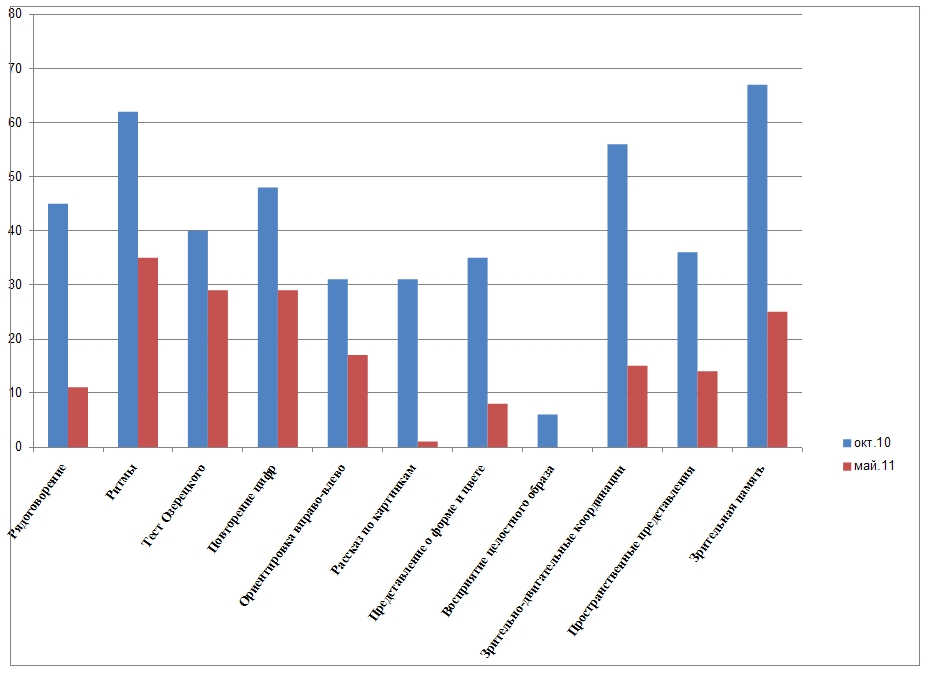 80
70
60
50
40
30
20
10
0
Рядоговорение
Ритмы
Тест Озерецкого
Повторение цифр
Ориентировка вправо-влево
Рассказ по картинкам
Представление о форме и цвете
Восприятие целостного образа
Зрительно-двигательные координации
Пространственные представления
Зрительная память
окт.10
май.11